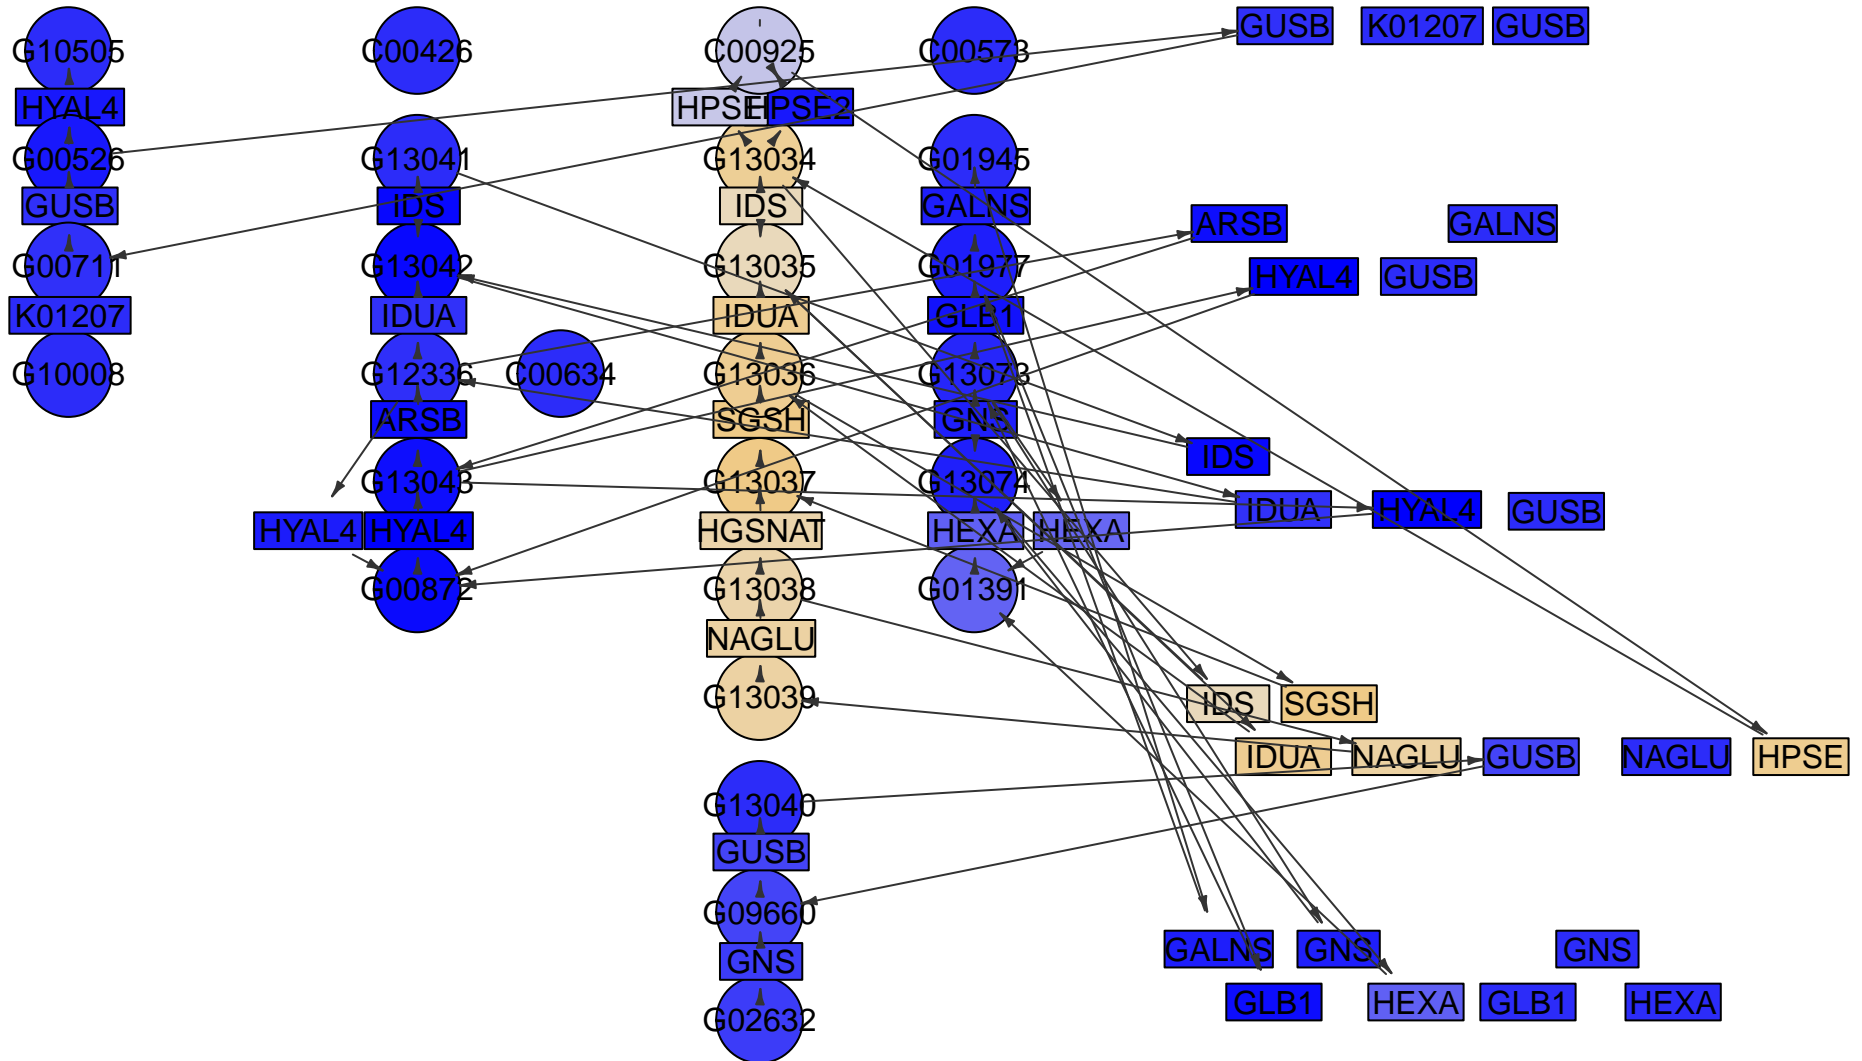 GUSB K01207 GUSB
G10505 C00426 C00925 C00573
HYAL4 HPSE HPSE2
G00526 G13041 G13034 G01945
GUSB IDS IDS GALNS ARSB GALNS
G00711 G13042 G13035 G01977 HYAL4 GUSB
K01207 IDUA IDUA GLB1
G10008 G12336 C00634 G13036 G13073
ARSB SGSH GNS
IDS
G13043 G13037 G13074
IDUA HYAL4 GUSB
HYAL4 HYAL4 HGSNAT HEXA HEXA
G00872 G13038 G01391
NAGLU
G13039 IDS SGSH
IDUA NAGLU GUSB NAGLU HPSE
G13040
GUSB
G09660
GNS GALNS GNS GNS
GLB1 HEXA GLB1 HEXA
G02632